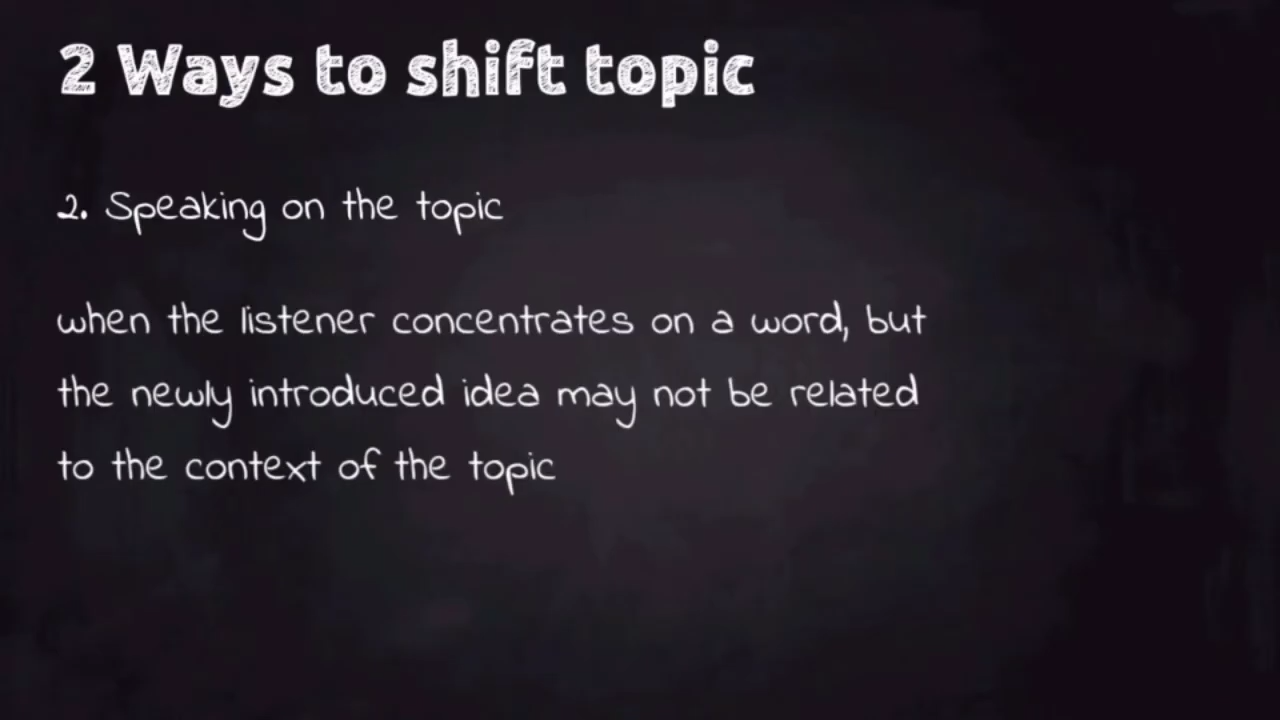 2 Ways to shift topic
2. Speaking on the topic
when the listener concentrates on a word, but
the newly introduced idea may not be related
to the context of the topic